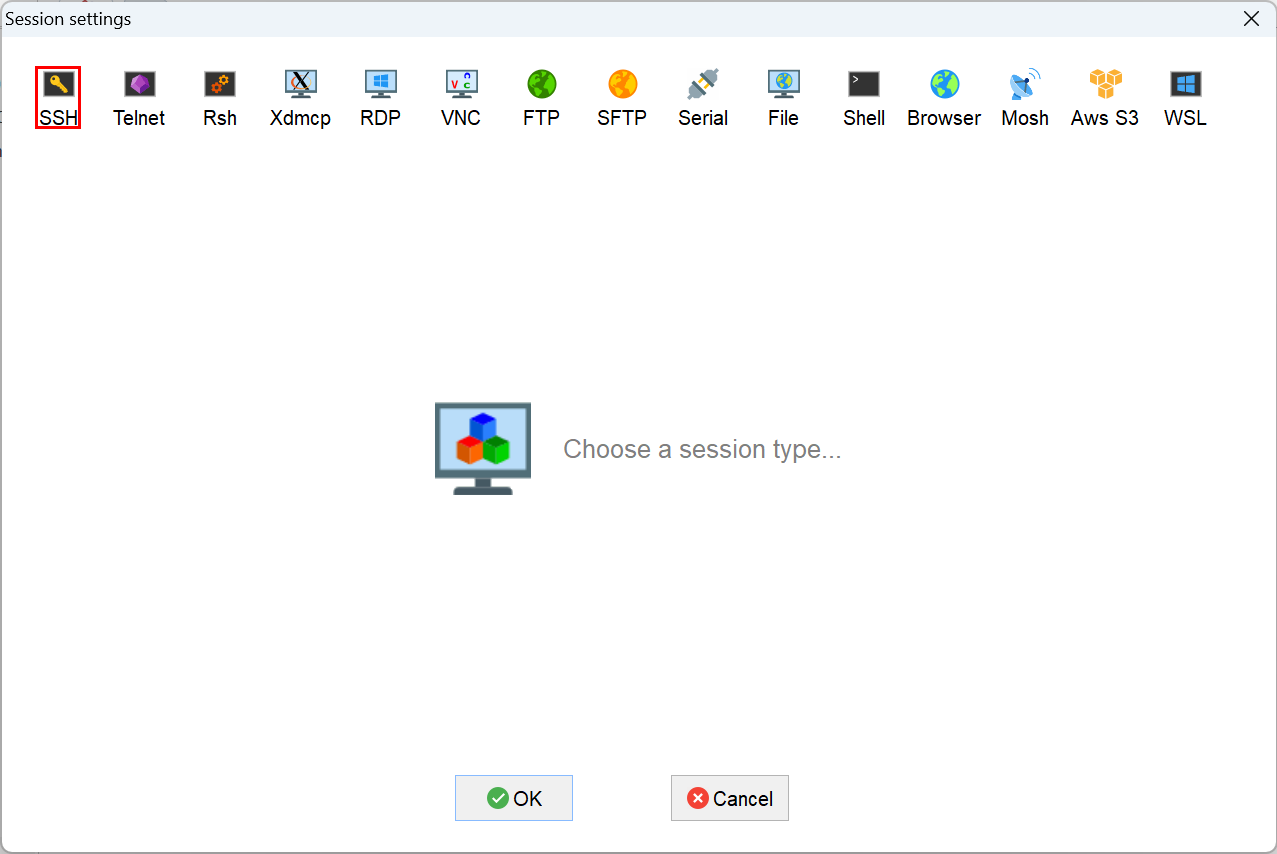 Session settings
SSH Telnet Rsh Xdmcp RDP VNC FTP SFTP Serial File Shell Browser Mosh Aws S3 WSL
Choose a session type...
OK Cancel